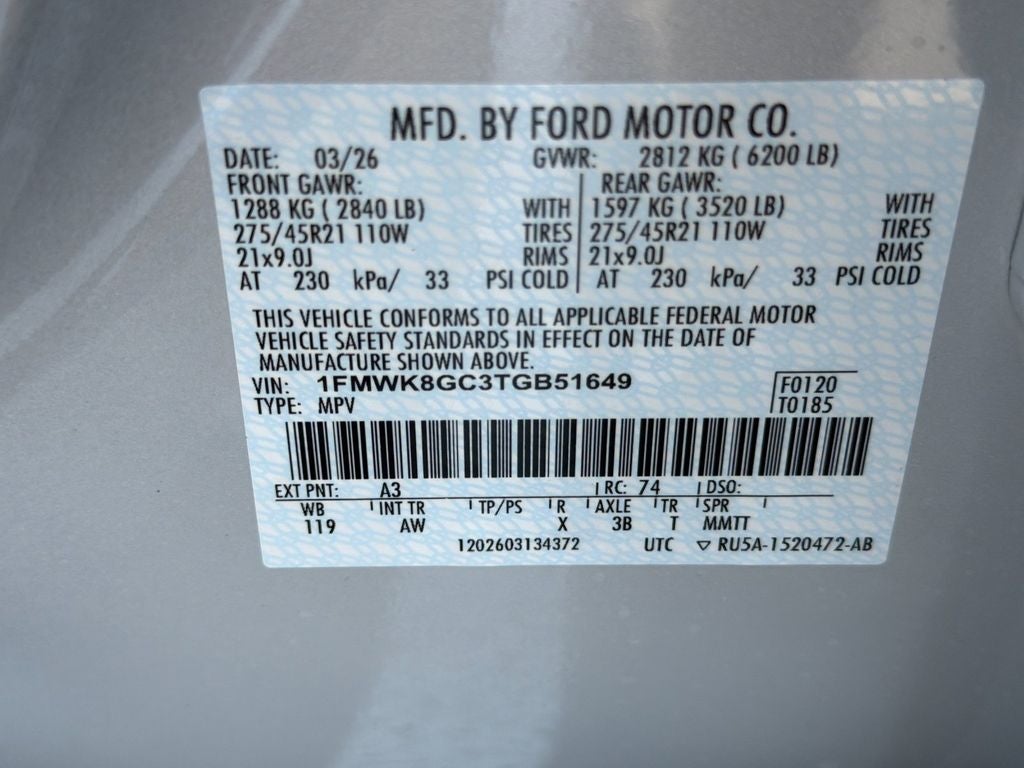 MFD. BY FORD MOTOR CO.
DATE: 03/26 GVWR: 2812 KG ( 6200 LB)
FRONT GAWR: REAR GAWR:
1288 KG ( 2840 LB) WITH 1597 KG ( 3520 LB) WITH
275/45R21 110W TIRES 275/45R21 110W TIRES
21x9.0J RIMS 21x9.0J RIMS
AT 230 kPa/ 33 PSI COLD AT 230 kPa/ 33 PSI COLD
THIS VEHICLE CONFORMS TO ALL APPLICABLE FEDERAL MOTOR
VEHICLE SAFETY STANDARDS IN EFFECT ON THE DATE OF
MANUFACTURE SHOWN ABOVE.
VIN: 1FMWK8GC3TGB51649 F0120
TYPE: MPV T0185
EXT PNT: A3 RC: 74 DSO:
WB INT TR TP/PS R AXLE TR SPR
119 AW X 3B T MMTT
1202603134372 UTC ▽ RU5A-1520472-AB